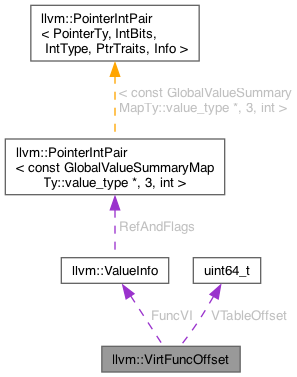 llvm::PointerIntPair
< PointerTy, IntBits,
IntType, PtrTraits, Info >
< const GlobalValueSummary
MapTy::value_type *, 3, int >
llvm::PointerIntPair
< const GlobalValueSummaryMap
Ty::value_type *, 3, int >
RefAndFlags
llvm::ValueInfo
uint64_t
FuncVI
VTableOffset
llvm::VirtFuncOffset